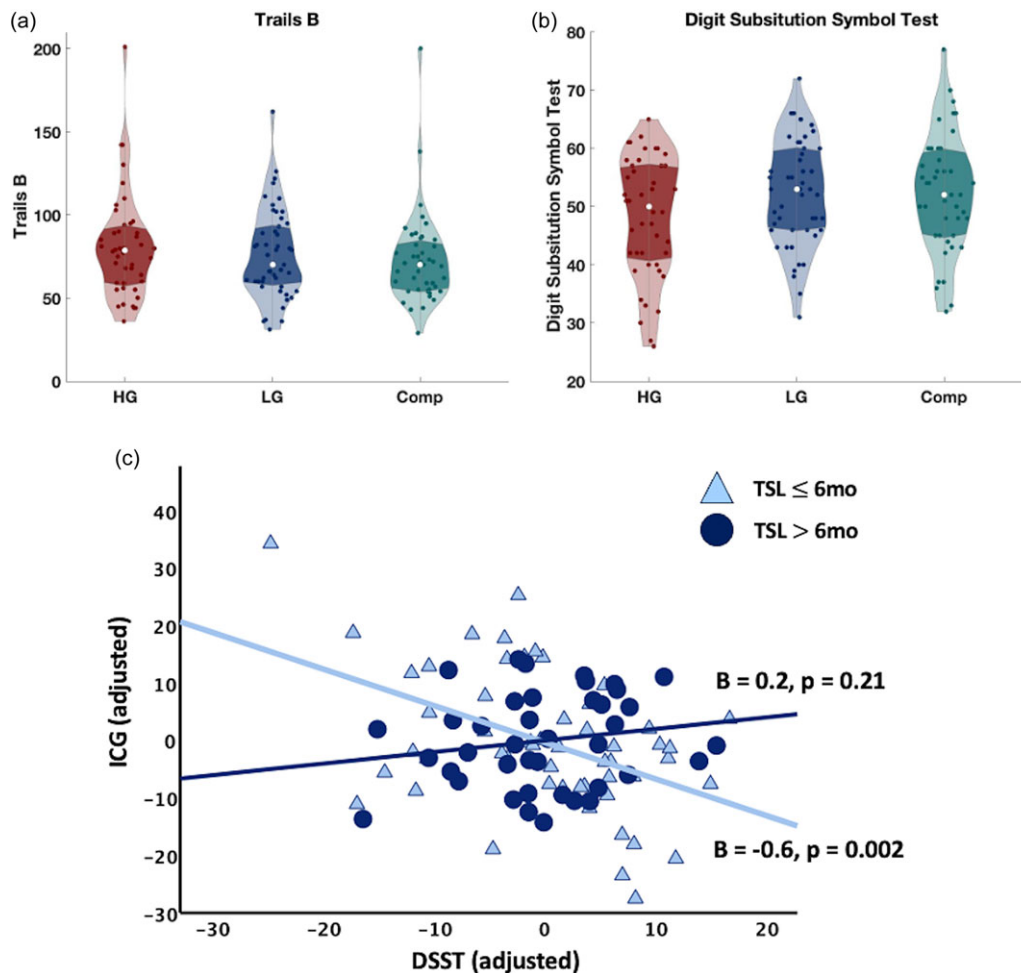 (a)
Trails B
Trails B
200
150
100
50
0
HG
LG
Comp
(b)
Digit Subsitution Symbol Test
Digit Subsitution Symbol Test
80
70
60
50
40
30
20
HG
LG
Comp
(c)
TSL ≤ 6mo
TSL > 6mo
ICG (adjusted)
40
30
20
10
0
-10
-20
-30
B = 0.2, p = 0.21
B = -0.6, p = 0.002
-30
-20
-10
0
10
20
DSST (adjusted)